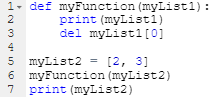 1 def myFunction(myList1):
2     print(myList1)
3     del myList1[0]
4
5 myList2 = [2, 3]
6 myFunction(myList2)
7 print(myList2)